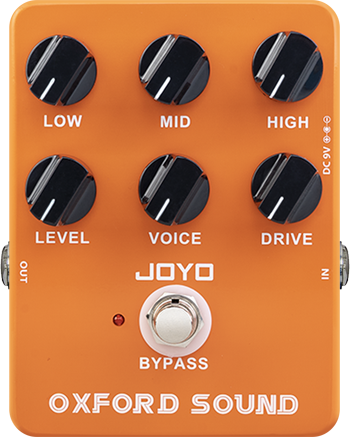 LOW MID HIGH
DC 9V
LEVEL VOICE DRIVE
OUT JOYO IN
BYPASS
OXFORD SOUND